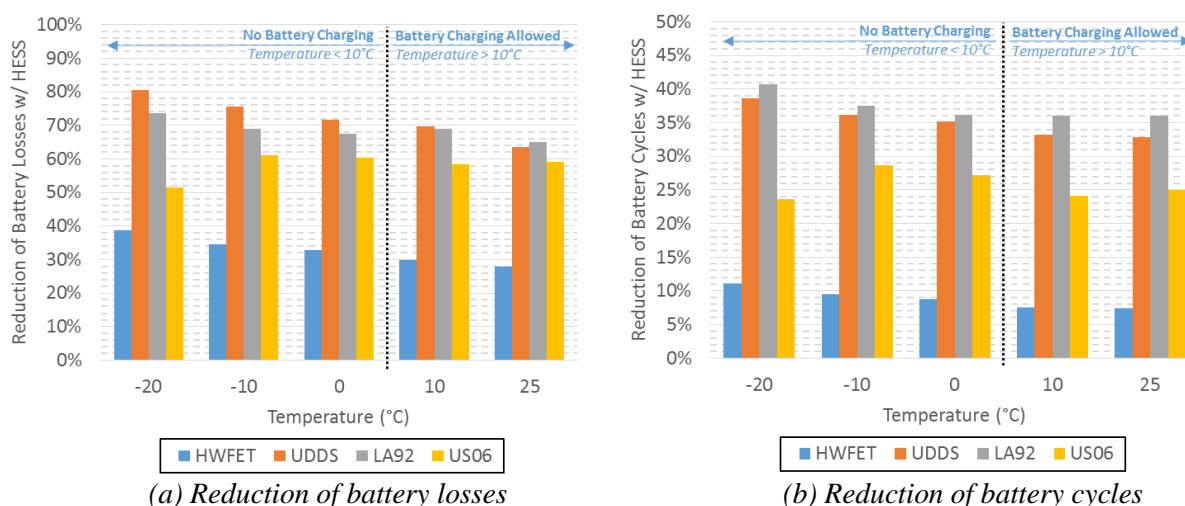 Reduction of Battery Losses w/ HESS
100%
90%
80%
70%
60%
50%
40%
30%
20%
10%
0%
No Battery Charging
Temperature < 10°C
Battery Charging Allowed
Temperature > 10°C
-20 -10 0 10 25
Temperature (°C)
HWFET UDDS LA92 US06
(a) Reduction of battery losses
Reduction of Battery Cycles w/ HESS
50%
45%
40%
35%
30%
25%
20%
15%
10%
5%
0%
No Battery Charging
Temperature < 10°C
Battery Charging Allowed
Temperature > 10°C
-20 -10 0 10 25
Temperature (°C)
HWFET UDDS LA92 US06
(b) Reduction of battery cycles